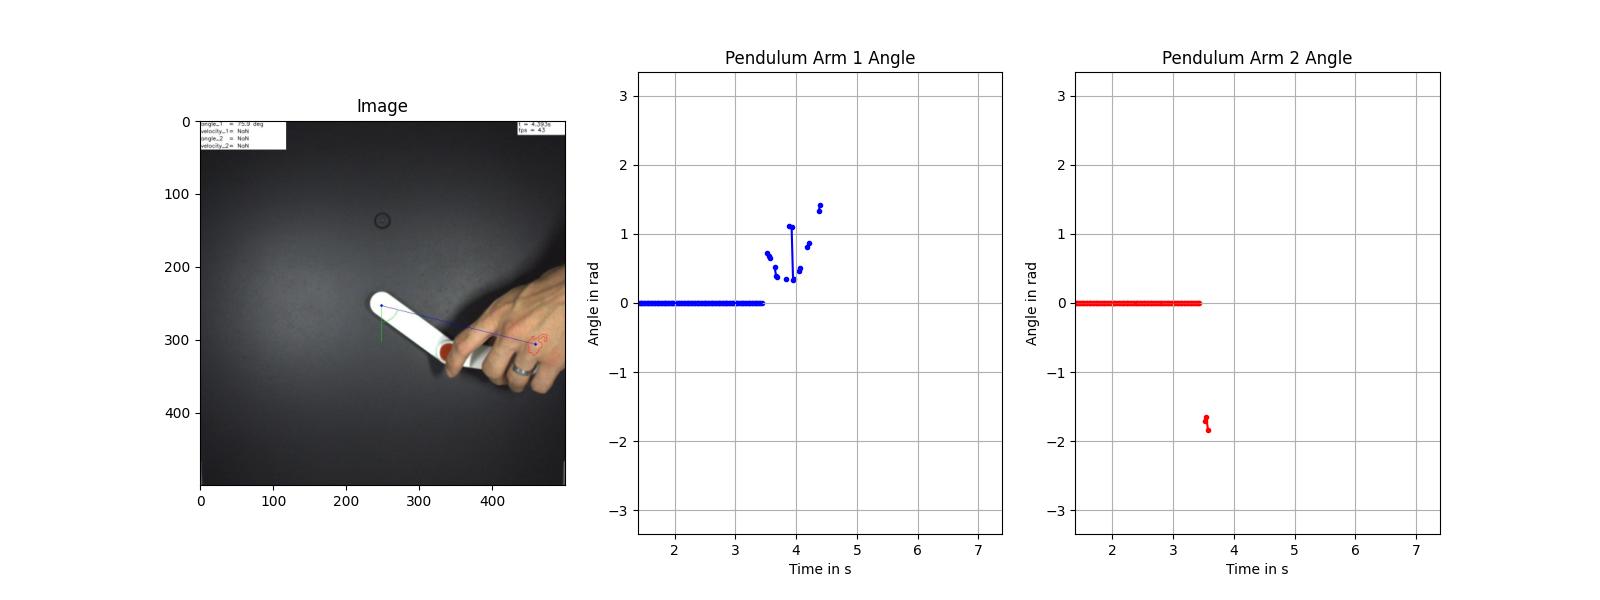 Image
angle_1 = 75.9 deg
velocity_1= NaN
angle_2 = NaN
velocity_2= NaN
t = 4.393s
fps = 43
0
100
200
300
400
0 100 200 300 400
Pendulum Arm 1 Angle
Angle in rad
3
2
1
0
−1
−2
−3
2 3 4 5 6 7
Time in s
Pendulum Arm 2 Angle
Angle in rad
3
2
1
0
−1
−2
−3
2 3 4 5 6 7
Time in s